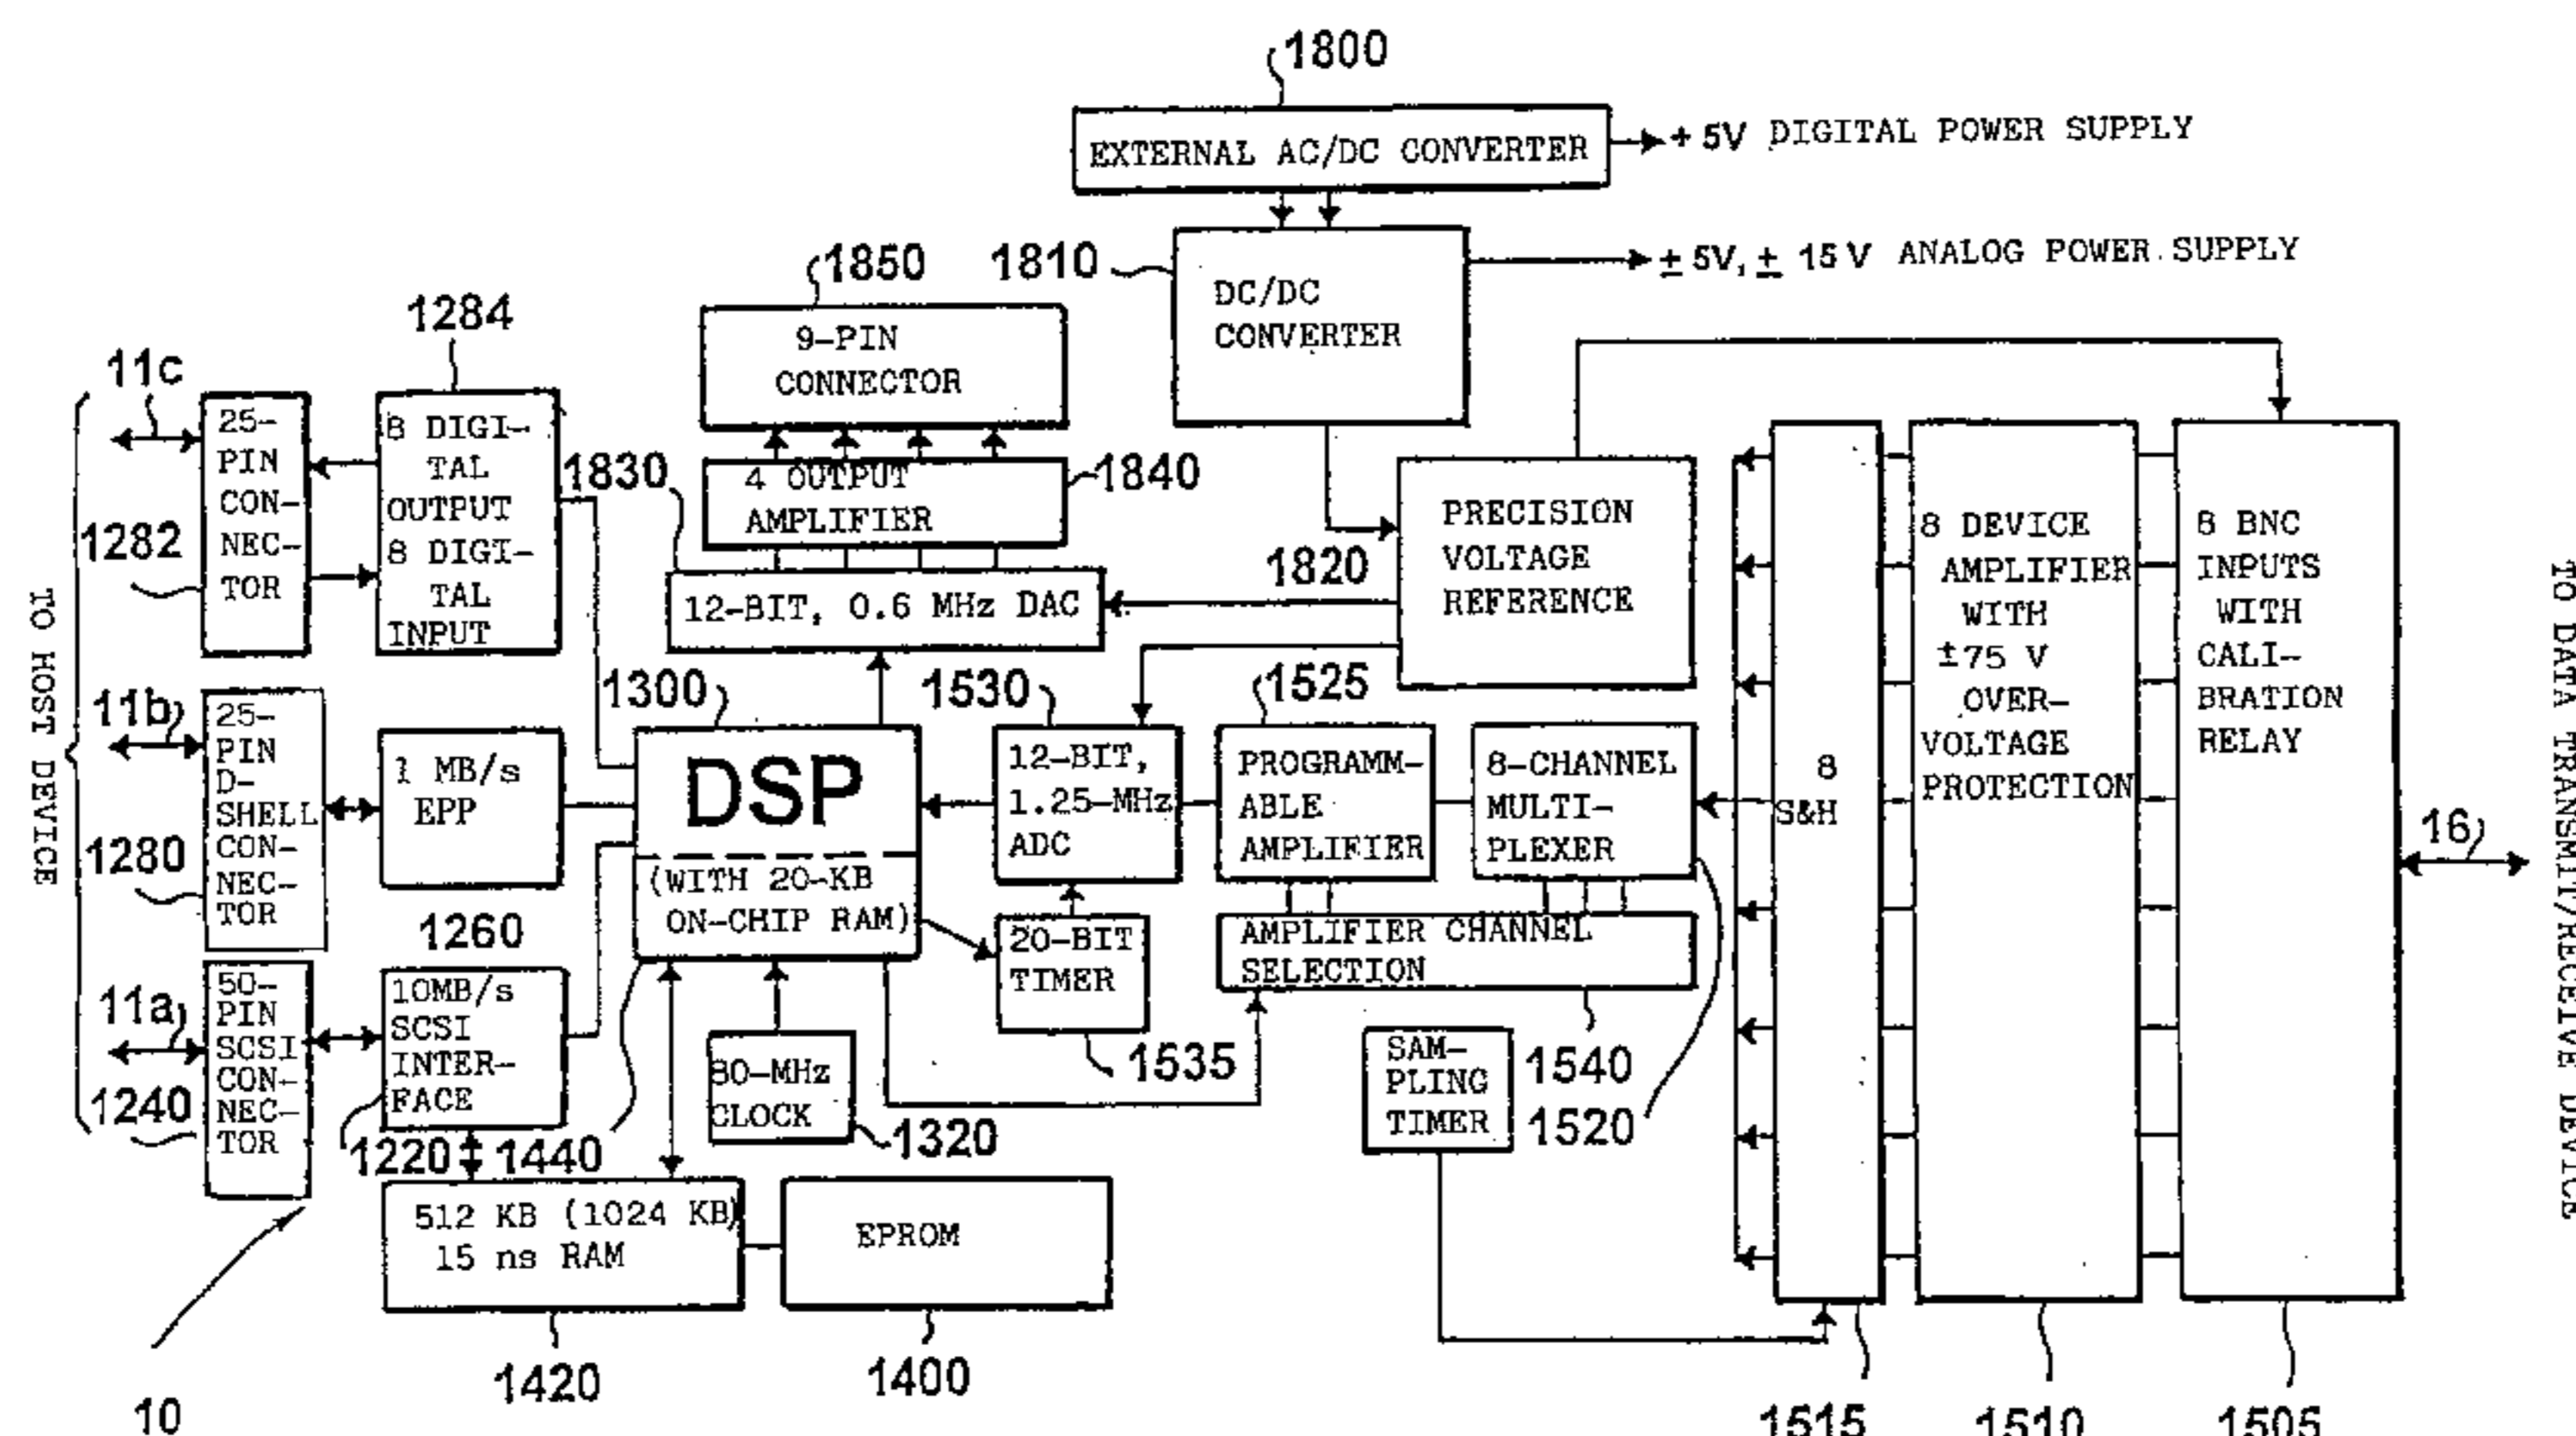 1800
EXTERNAL AC/DC CONVERTER
+ 5V DIGITAL POWER SUPPLY
1810
DC/DC
CONVERTER
± 5V, ± 15 V ANALOG POWER SUPPLY
1850
9-PIN
CONNECTOR
1284
8 DIGI-
TAL
OUTPUT
8 DIGI-
TAL
INPUT
11c
25-
PIN
CON-
NEC-
TOR
1282
1830
4 OUTPUT
AMPLIFIER
1840
12-BIT, 0.6 MHz DAC
1820
PRECISION
VOLTAGE
REFERENCE
TO HOST DEVICE
11b
25-
PIN
D-
SHELL
CON-
NEC-
TOR
1280
1 MB/s
EPP
1260
1300
DSP
(WITH 20-KB
ON-CHIP RAM)
1530
12-BIT,
1.25-MHz
ADC
1525
PROGRAMM-
ABLE
AMPLIFIER
8-CHANNEL
MULTI-
PLEXER
8
S&H
8 DEVICE
AMPLIFIER
WITH
±75 V
OVER-
VOLTAGE
PROTECTION
8 BNC
INPUTS
WITH
CALI-
BRATION
RELAY
16
TO DATA TRANSMIT/RECEIVE DEVICE
20-BIT
TIMER
1535
AMPLIFIER CHANNEL
SELECTION
1540
1520
11a
50-
PIN
SCSI
CON-
NEC-
TOR
1240
10MB/s
SCSI
INTER-
FACE
1220
1440
80-MHz
CLOCK
1320
SAM-
PLING
TIMER
512 KB (1024 KB)
15 ns RAM
EPROM
1420
1400
10
1515
1510
1505